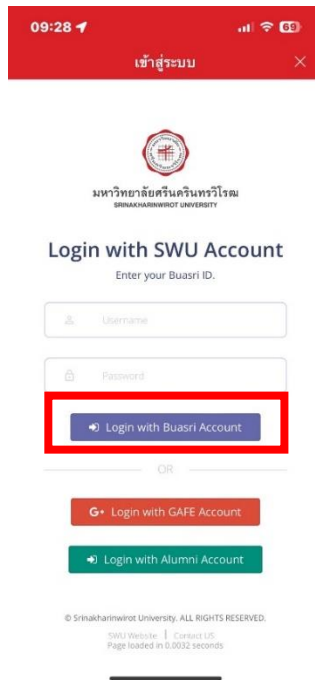 09:28
69
เข้าสู่ระบบ
มหาวิทยาลัยศรีนครินทรวิโรฒ
SRINAKHARINWIROT UNIVERSITY
Login with SWU Account
Enter your Buasri ID.
Username
Password
Login with Buasri Account
OR
G+ Login with GAFE Account
Login with Alumni Account
© Srinakharinwirot University. ALL RIGHTS RESERVED.
SWU Website | Contact US
Page loaded in 0.0032 seconds